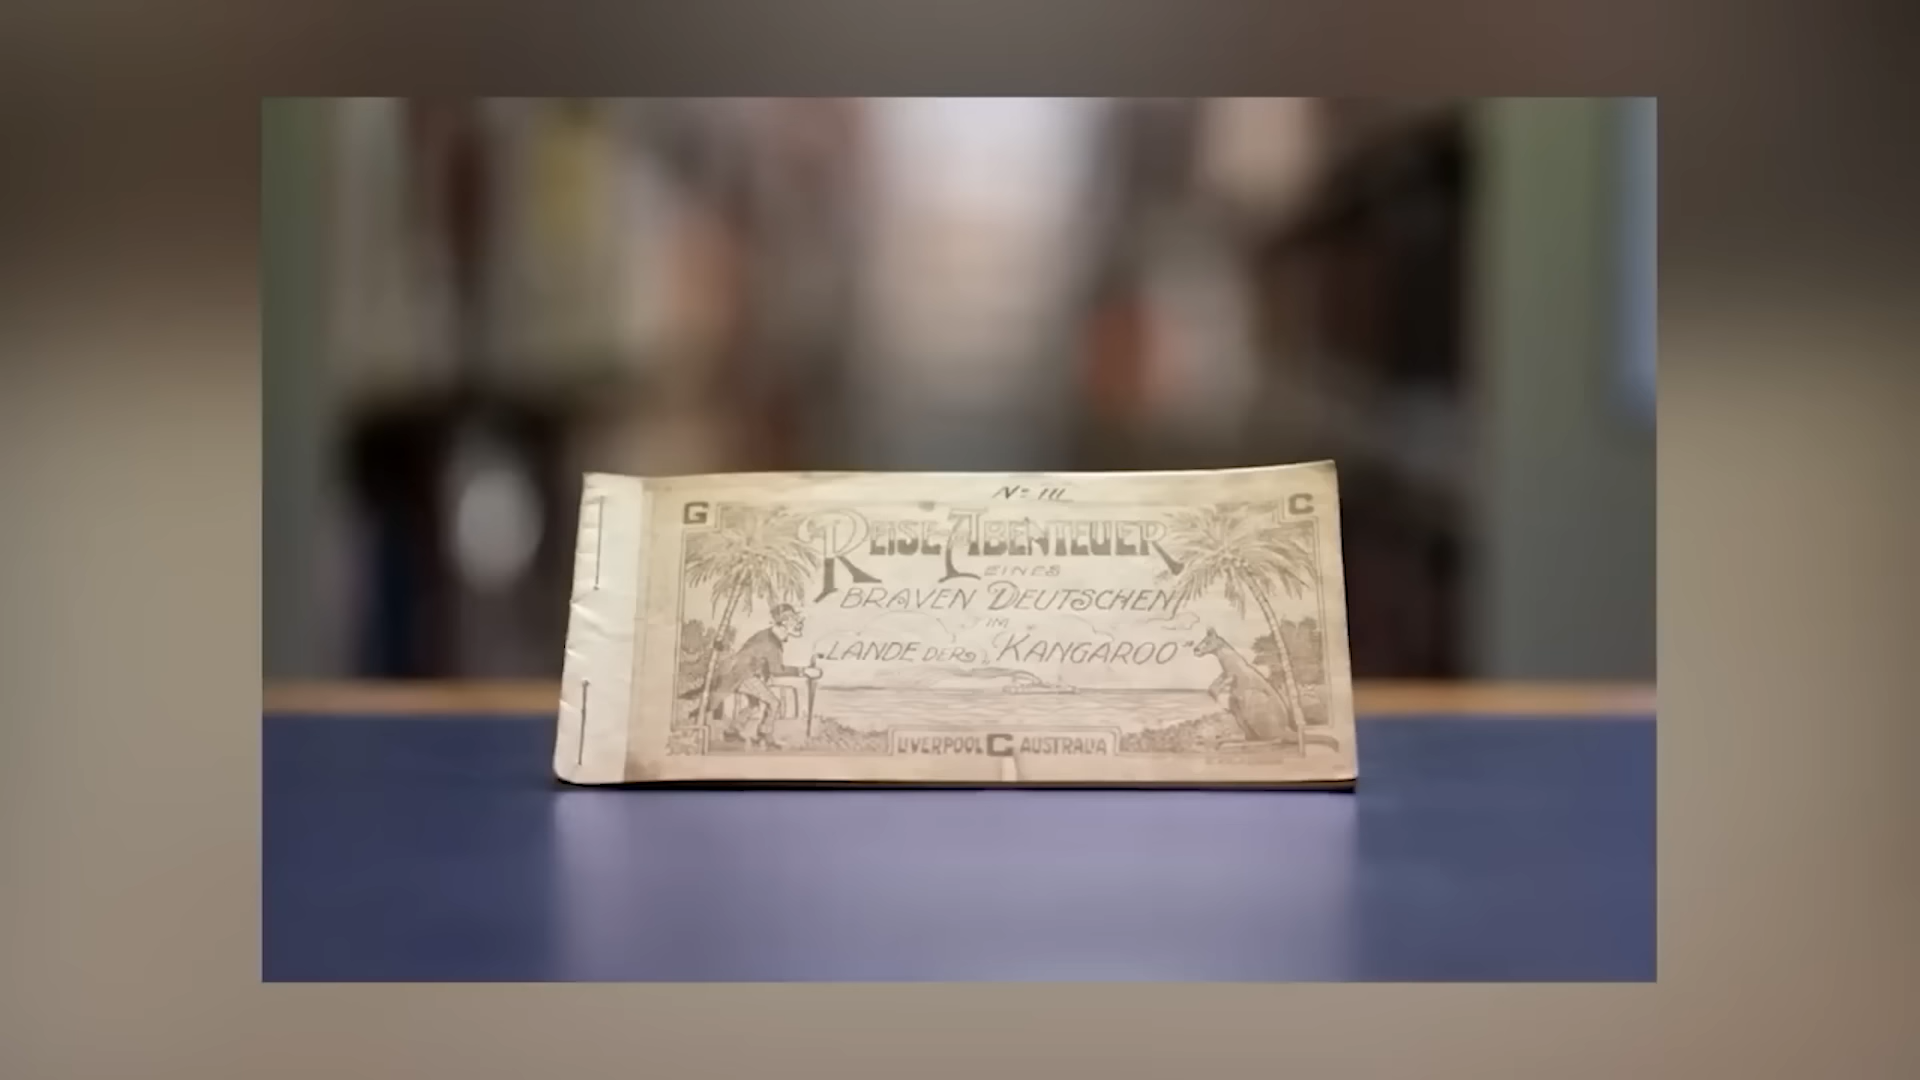 Nº III
G C
REISE-ABENTEUER
EINES
BRAVEN DEUTSCHEN
IM
LANDE DER „KANGAROO"
LIVERPOOL C AUSTRALIA